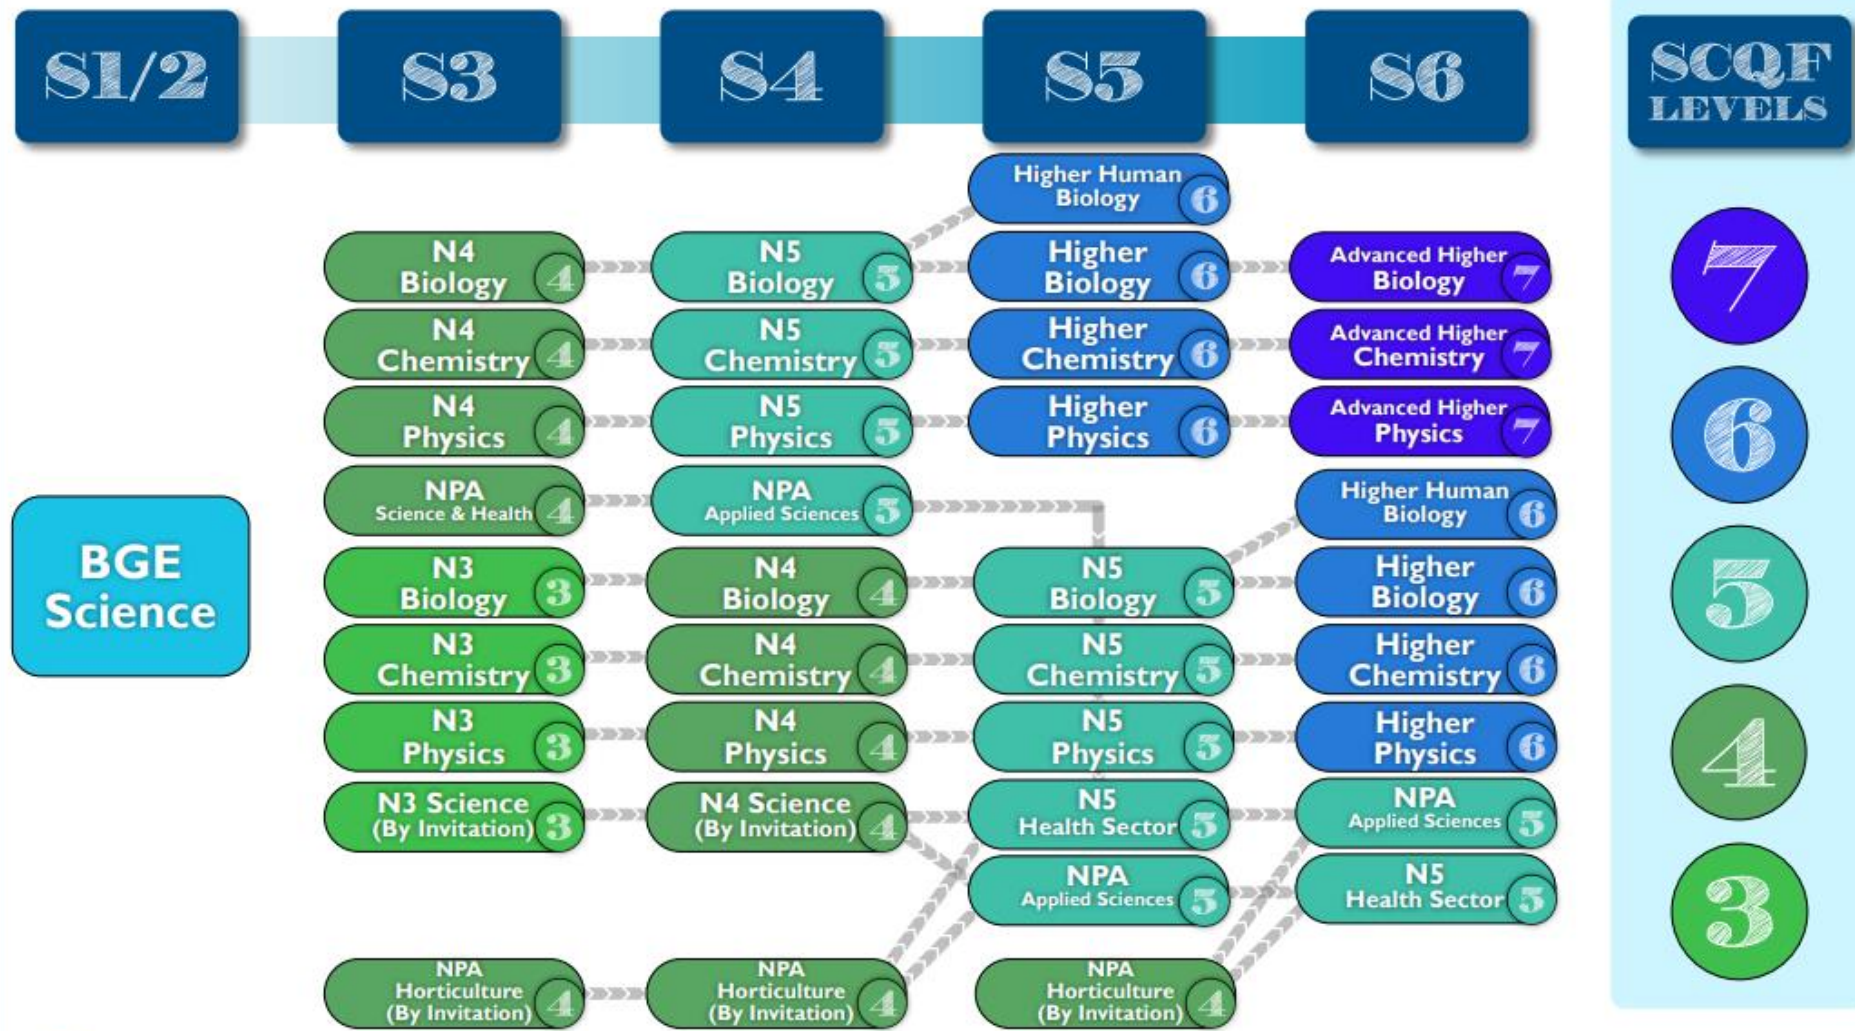 S1/2
S3
S4
S5
S6
SCQF
LEVELS
Higher Human
Biology
6
N4
Biology
4
N5
Biology
5
Higher
Biology
6
Advanced Higher
Biology
7
N4
Chemistry
4
N5
Chemistry
5
Higher
Chemistry
6
Advanced Higher
Chemistry
7
N4
Physics
4
N5
Physics
5
Higher
Physics
6
Advanced Higher
Physics
7
NPA
Science & Health
4
NPA
Applied Sciences
5
Higher Human
Biology
6
BGE
Science
N3
Biology
3
N4
Biology
4
N5
Biology
5
Higher
Biology
6
N3
Chemistry
3
N4
Chemistry
4
N5
Chemistry
5
Higher
Chemistry
6
N3
Physics
3
N4
Physics
4
N5
Physics
5
Higher
Physics
6
N3 Science
(By Invitation)
3
N4 Science
(By Invitation)
4
N5
Health Sector
5
NPA
Applied Sciences
5
NPA
Applied Sciences
5
N5
Health Sector
5
NPA
Horticulture
(By Invitation)
4
NPA
Horticulture
(By Invitation)
4
NPA
Horticulture
(By Invitation)
4
7
6
5
4
3